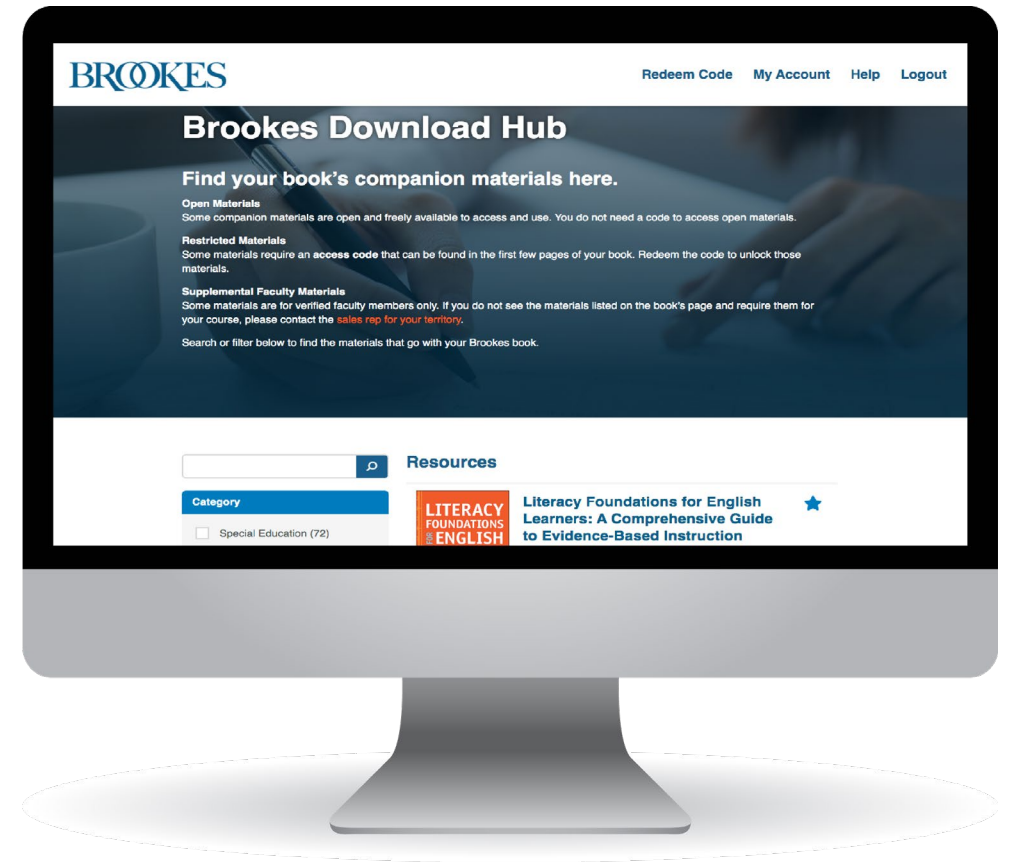 BROOKES
Redeem Code My Account Help Logout
Brookes Download Hub
Find your book's companion materials here.
Open Materials
Some companion materials are open and freely available to access and use. You do not need a code to access open materials.
Restricted Materials
Some materials require an access code that can be found in the first few pages of your book. Redeem the code to unlock those
materials.
Supplemental Faculty Materials
Some materials are for verified faculty members only. If you do not see the materials listed on the book's page and require them for
your course, please contact the sales rep for your territory.
Search or filter below to find the materials that go with your Brookes book.
Resources
Category
Special Education (72)
LITERACY
FOUNDATIONS
FOR ENGLISH
Literacy Foundations for English
Learners: A Comprehensive Guide
to Evidence-Based Instruction